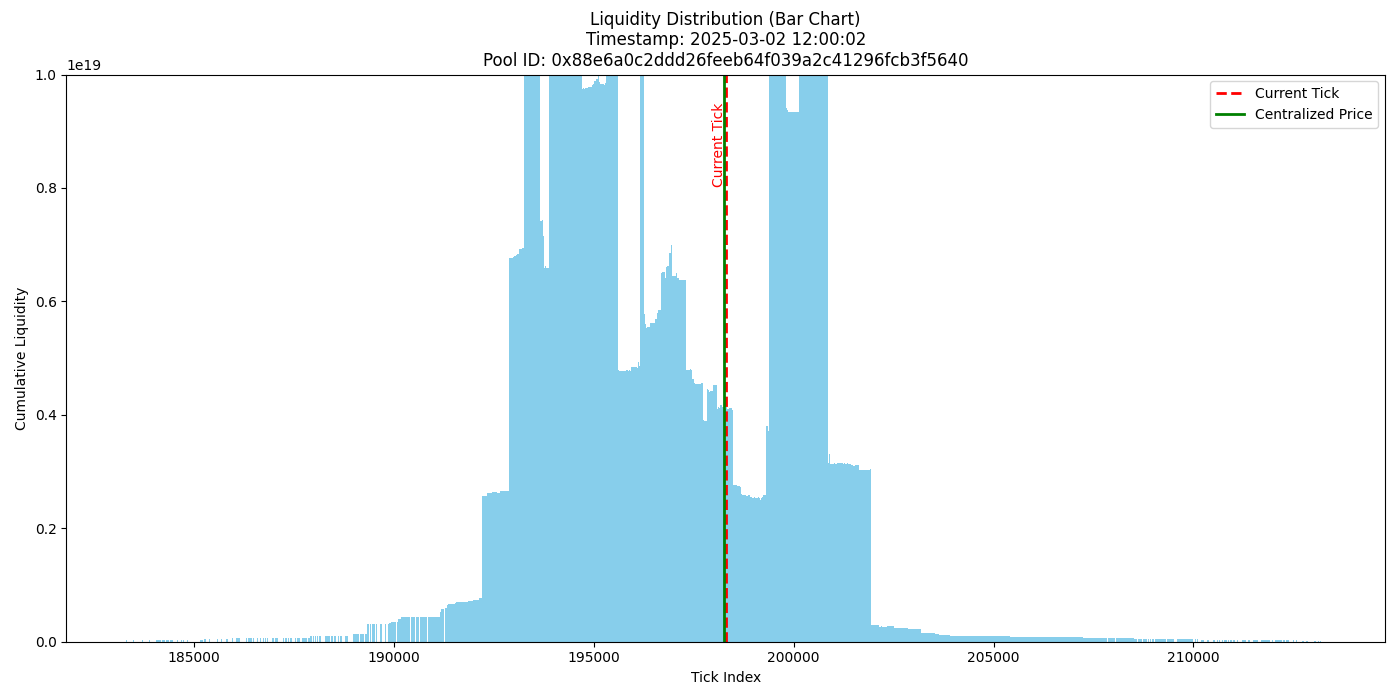 Liquidity Distribution (Bar Chart)
Timestamp: 2025-03-02 12:00:02
Pool ID: 0x88e6a0c2ddd26feeb64f039a2c41296fcb3f5640
1e19
1.0
0.8
0.6
0.4
0.2
0.0
Cumulative Liquidity
Current Tick
Current Tick
Centralized Price
185000
190000
195000
200000
205000
210000
Tick Index